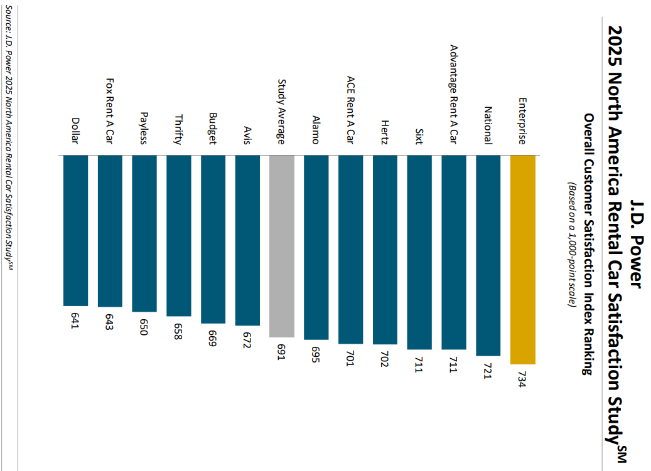 J.D. Power
2025 North America Rental Car Satisfaction Study℠
Overall Customer Satisfaction Index Ranking
(Based on a 1,000-point scale)
Enterprise 734
National 721
Advantage Rent A Car 711
Sixt 711
Hertz 702
ACE Rent A Car 701
Alamo 695
Study Average 691
Avis 672
Budget 669
Thrifty 658
Payless 650
Fox Rent A Car 643
Dollar 641
Source: J.D. Power 2025 North America Rental Car Satisfaction Study℠